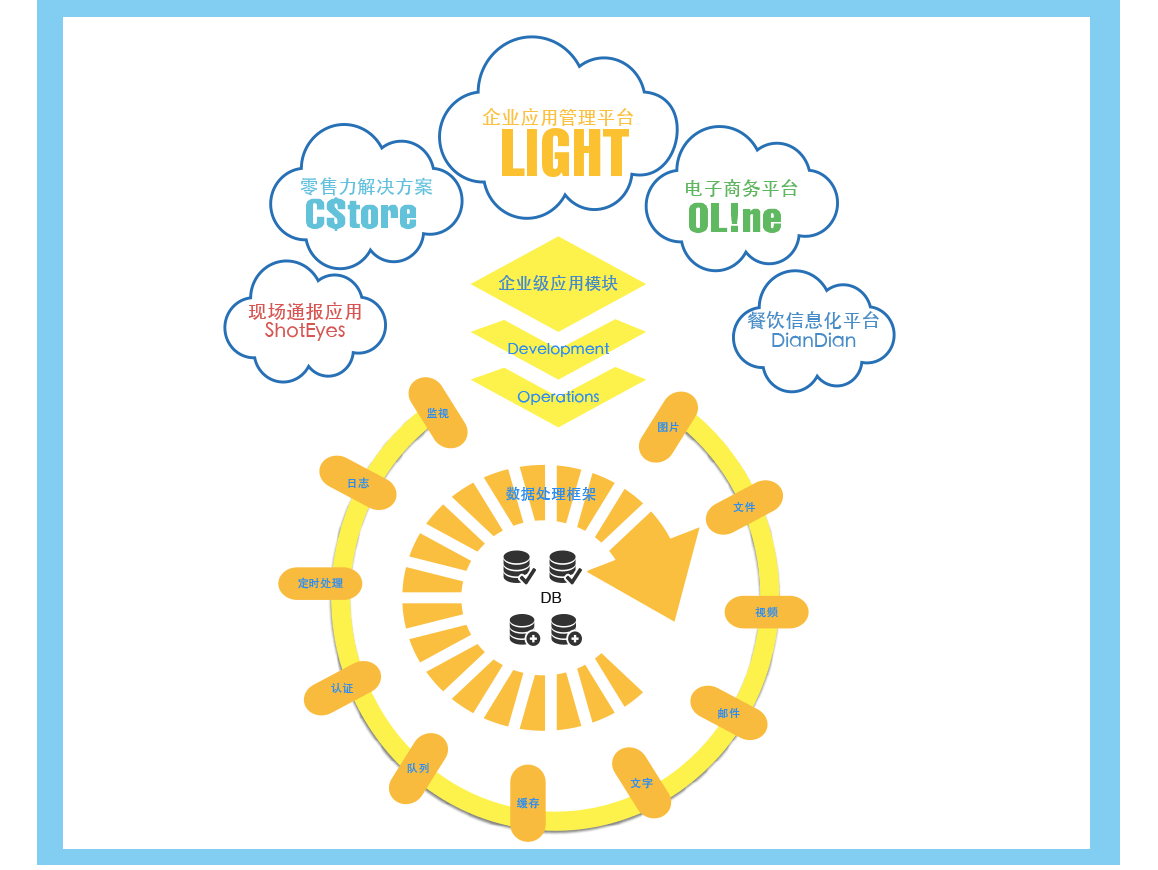 企业应用管理平台
LIGHT
零售力解决方案
C$tore
电子商务平台
OL!ne
现场通报应用
ShotEyes
餐饮信息化平台
DianDian
企业级应用模块
Development
Operations
监视
图片
日志
文件
数据处理框架
定时处理
DB
视频
认证
邮件
队列
文字
缓存